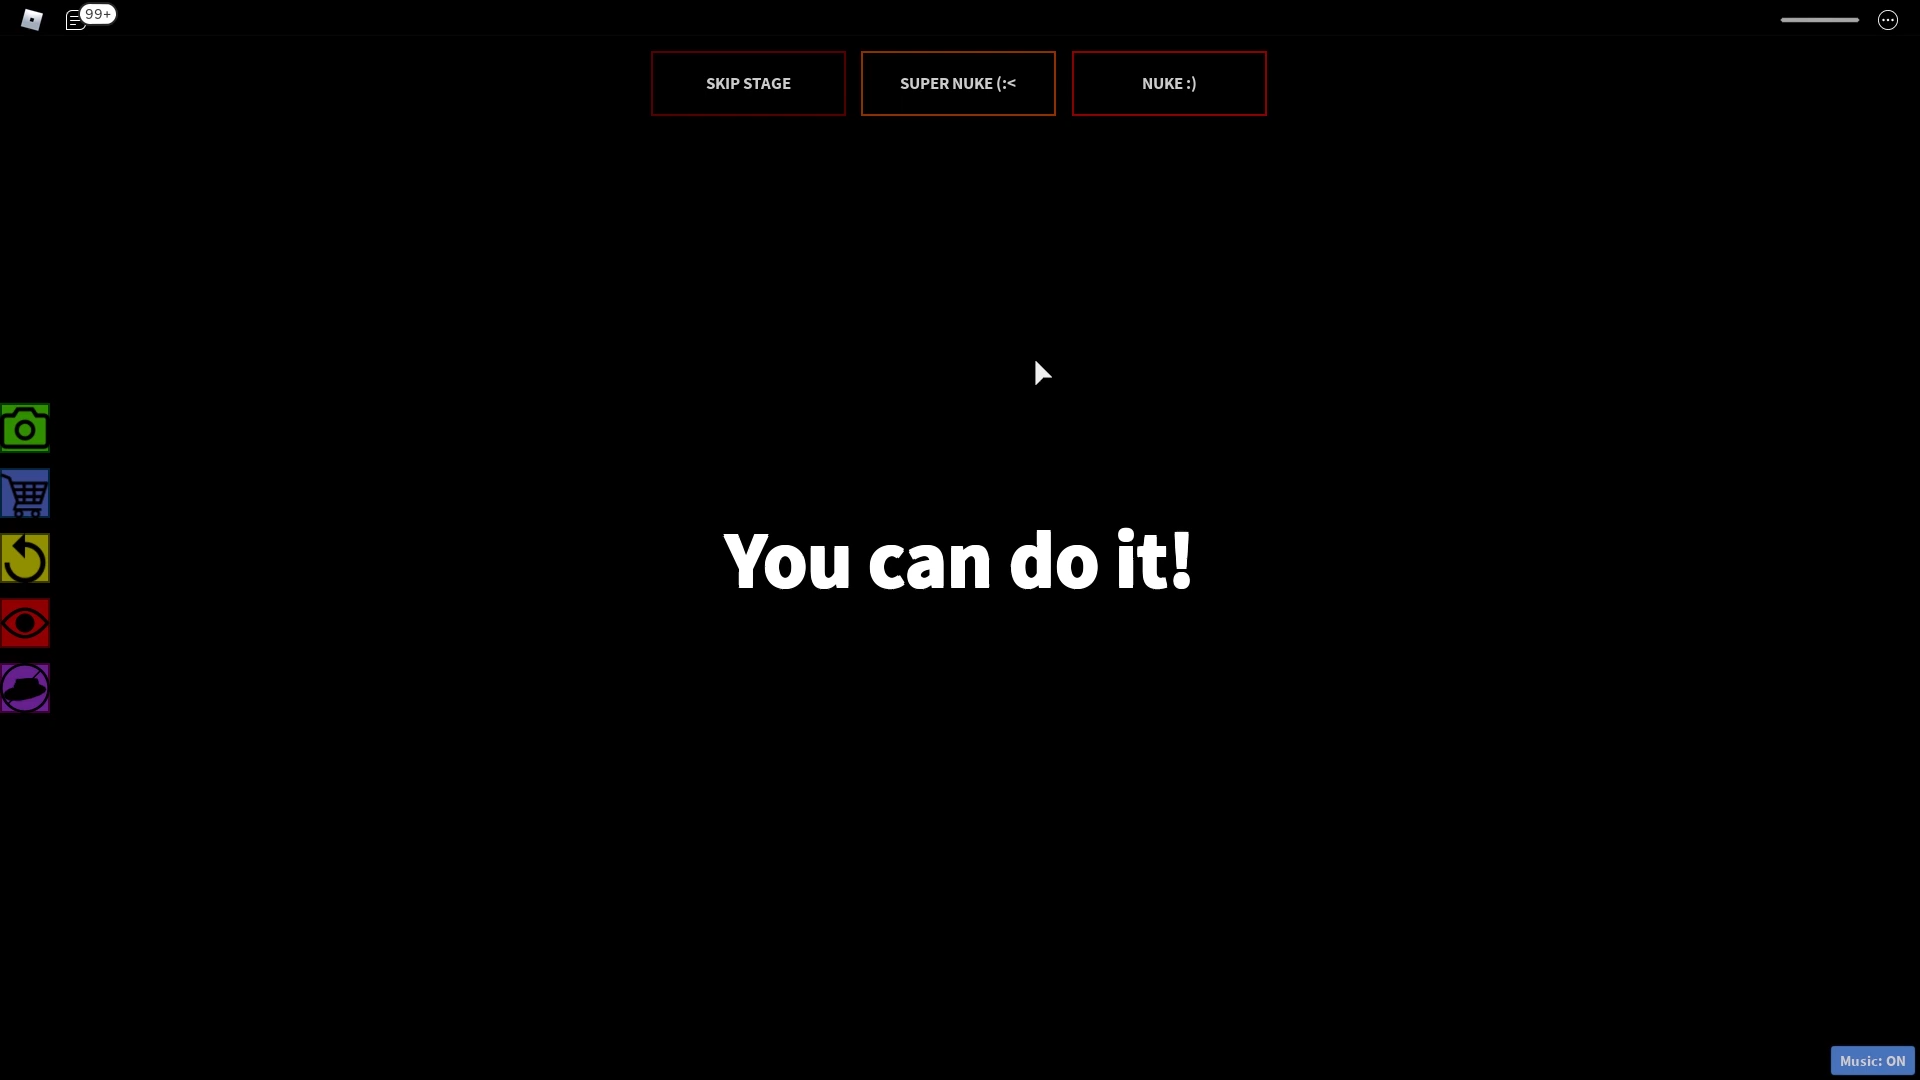 99+
SKIP STAGE
SUPER NUKE (:<
NUKE :)
You can do it!
Music: ON